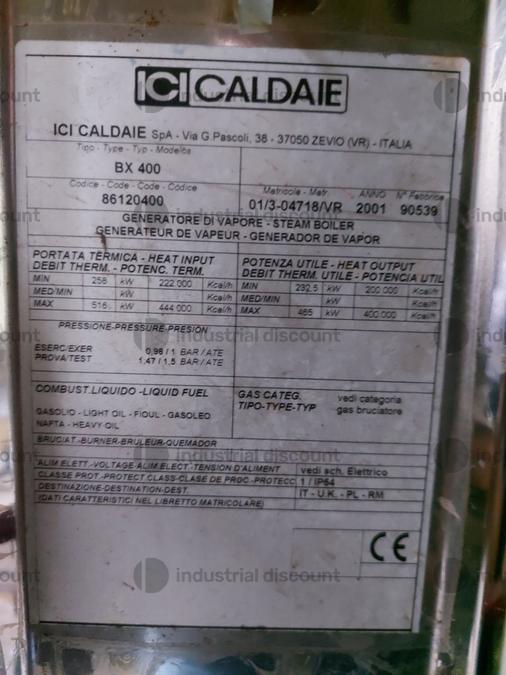 ICI CALDAIE
ICI CALDAIE SpA - Via G Pascoli, 38 - 37050 ZEVIO (VR) - ITALIA
Tipo - Type - Typ - Modelos
BX 400
Codice - Code - Code - Codice
86120400
Matricola - Matr. ANNO N° Fabbrica
01/3-04718/VR 2001 90539
GENERATORE DI VAPORE - STEAM BOILER
GENERATEUR DE VAPEUR - GENERADOR DE VAPOR
PORTATA TERMICA - HEAT INPUT
DEBIT THERM. - POTENC. TERM.
MIN 258 kW 222 000 Kcal/h
MED/MIN kW Kcal/h
MAX 516 kW 444 000 Kcal/h
POTENZA UTILE - HEAT OUTPUT
DEBIT THERM. UTILE - POTENCIA UTIL
MIN 232,5 kW 200 000 Kcal/h
MED/MIN kW Kcal/h
MAX 465 kW 400 000 Kcal/h
PRESSIONE-PRESSURE-PRESION
ESERC/EXER 0,98 / 1 BAR / ATE
PROVA/TEST 1,47 / 1.5 BAR / ATE
COMBUST. LIQUIDO -LIQUID FUEL
GASOLIO - LIGHT OIL - FIOUL - GASOLEO
NAFTA - HEAVY OIL
GAS CATEG. vedi categoria
TIPO-TYPE-TYP gas bruciatore
BRUCIAT.-BURNER-BRULEUR-QUEMADOR
ALIM ELETT.-VOLTAGE-ALIM.ELECT.-TENSION D'ALIMENT vedi sch. Elettrico
CLASSE PROT.-PROTECT.CLASS-CLASE DE PROC.-PROTECC 1 / IP54
DESTINAZIONE-DESTINATION-DEST. IT - U.K. - PL - RM
(DATI CARATTERISTICI NEL LIBRETTO MATRICOLARE)
CE
industrial discount